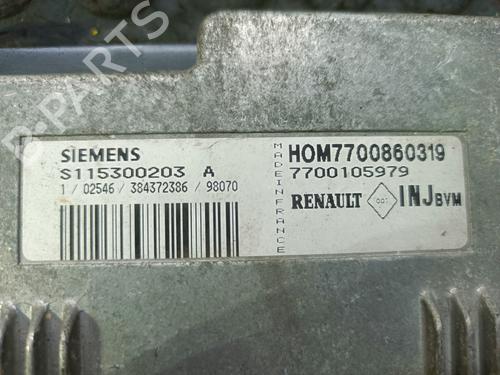 B-PARTS
SIEMENS
S115300203 A
1/02546/384372386/98070
MADE IN FRANCE
HOM7700860319
7700105979
RENAULT INJ BVM